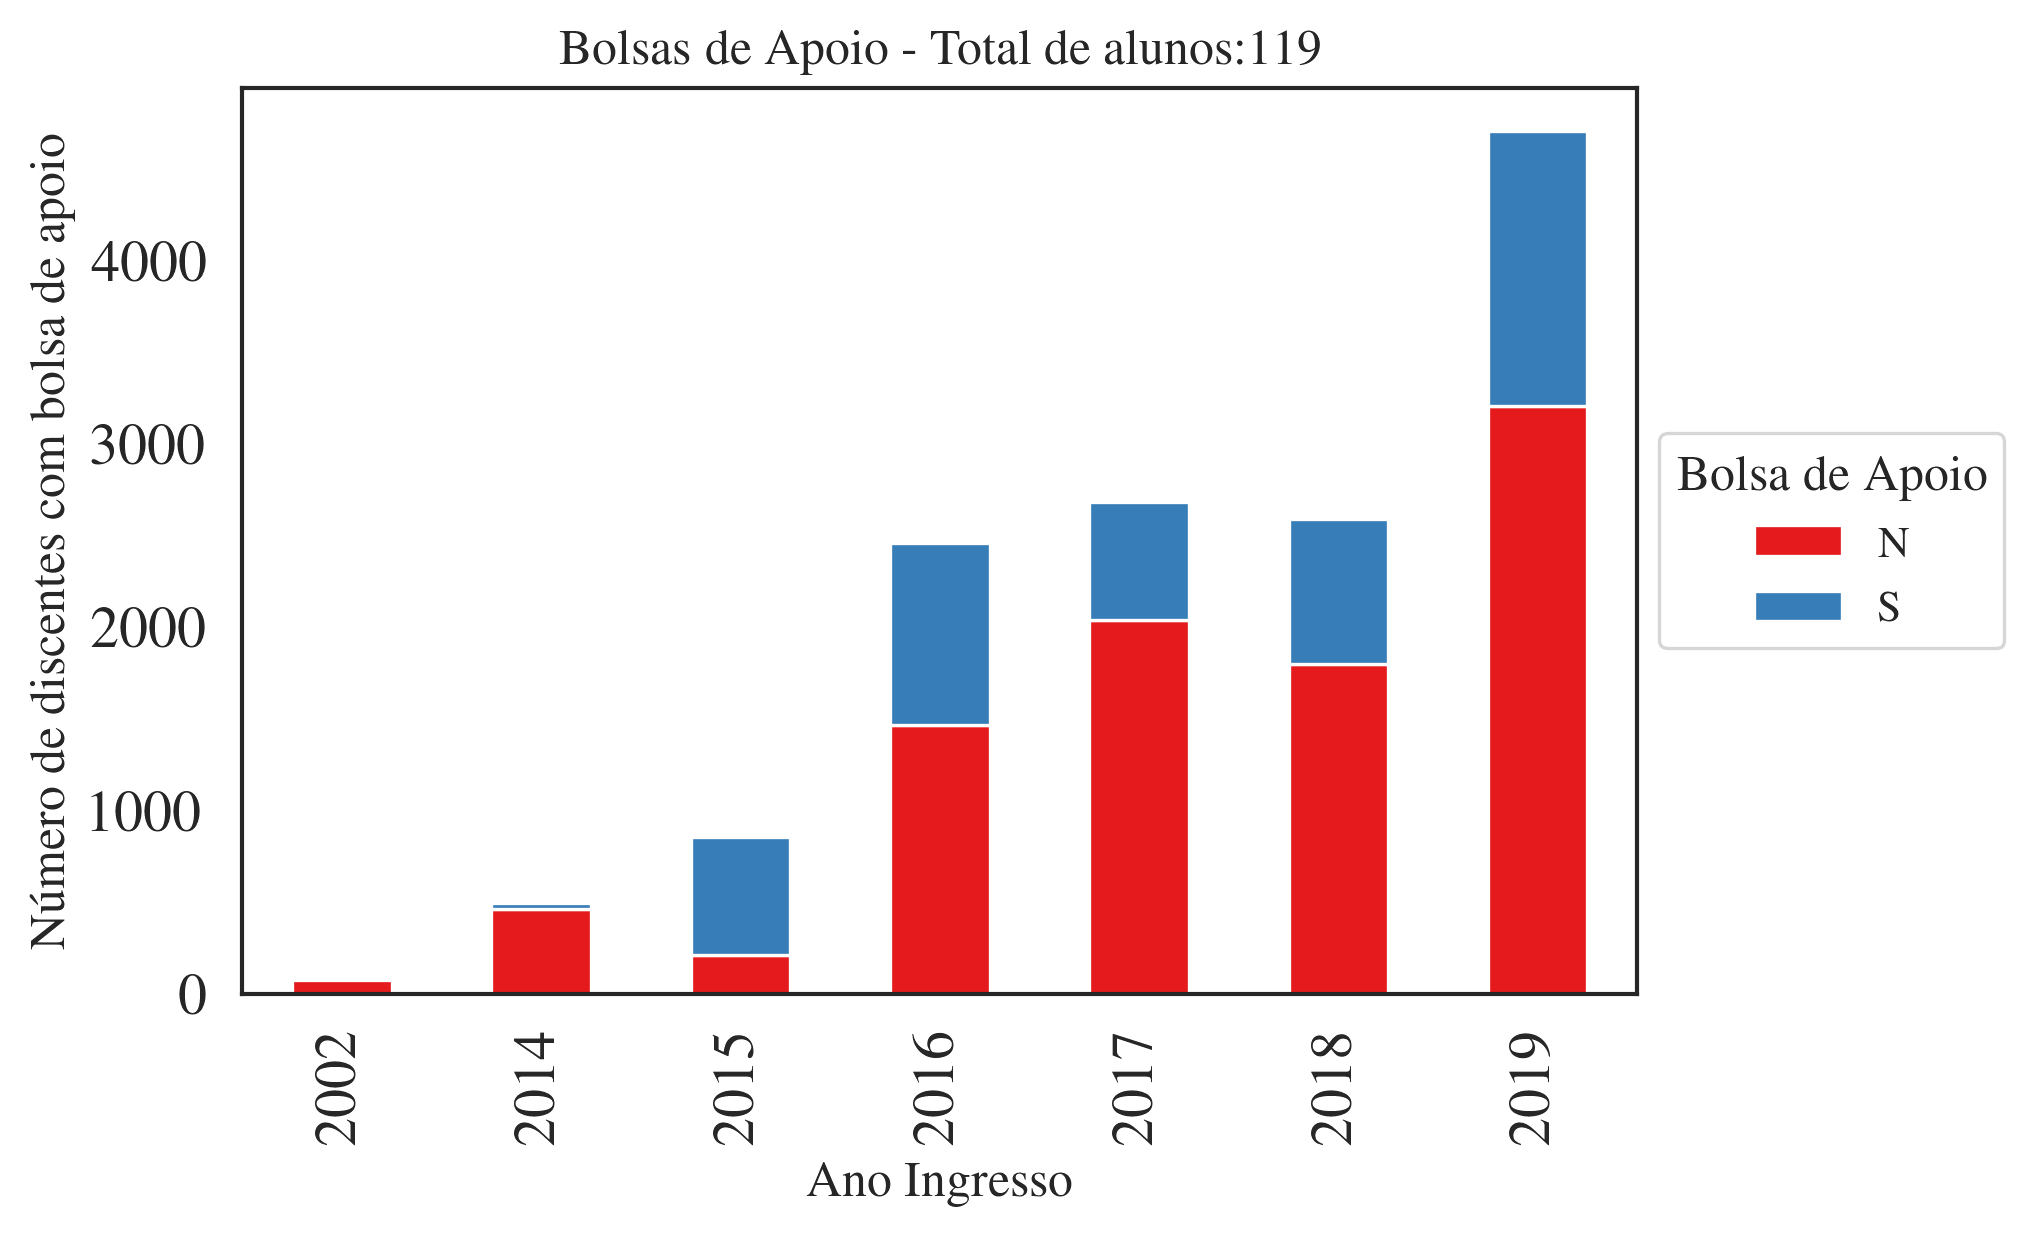 Bolsas de Apoio - Total de alunos:119
Número de discentes com bolsa de apoio
4000
3000
2000
1000
0
2002
2014
2015
2016
2017
2018
2019
Ano Ingresso
Bolsa de Apoio
N
S